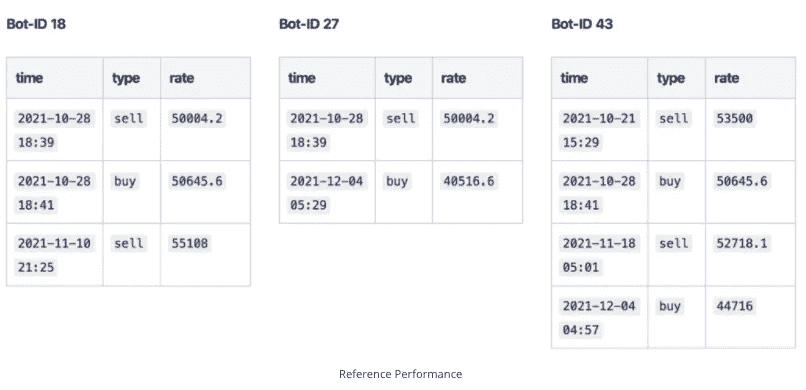 Bot-ID 18
time type rate
2021-10-28 sell 50004.2
18:39
2021-10-28 buy 50645.6
18:41
2021-11-10 sell 55108
21:25
Bot-ID 27
time type rate
2021-10-28 sell 50004.2
18:39
2021-12-04 buy 40516.6
05:29
Bot-ID 43
time type rate
2021-10-21 sell 53500
15:29
2021-10-28 buy 50645.6
18:41
2021-11-18 sell 52718.1
05:01
2021-12-04 buy 44716
04:57
Reference Performance